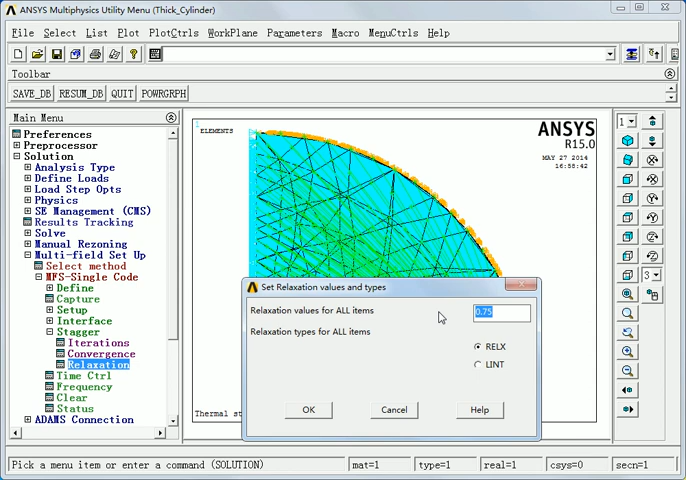 ANSYS Multiphysics Utility Menu (Thick_Cylinder)
File Select List Plot PlotCtrls WorkPlane Parameters Macro MenuCtrls Help
Toolbar
SAVE_DB RESUM_DB QUIT POWRGRPH
Main Menu
Preferences
Preprocessor
Solution
Analysis Type
Define Loads
Load Step Opts
Physics
SE Management (CMS)
Results Tracking
Solve
Manual Rezoning
Multi-field Set Up
Select method
MFS-Single Code
Define
Capture
Setup
Interface
Stagger
Iterations
Convergence
Relaxation
Time Ctrl
Frequency
Clear
Status
ADAMS Connection
1
ELEMENTS
ANSYS
R15.0
MAY 27 2014
16:58:42
Thermal st
Set Relaxation values and types
Relaxation values for ALL items
0.75
Relaxation types for ALL items
RELX
LINT
OK Cancel Help
1
3
Pick a menu item or enter a command (SOLUTION)
mat=1 type=1 real=1 csys=0 secn=1